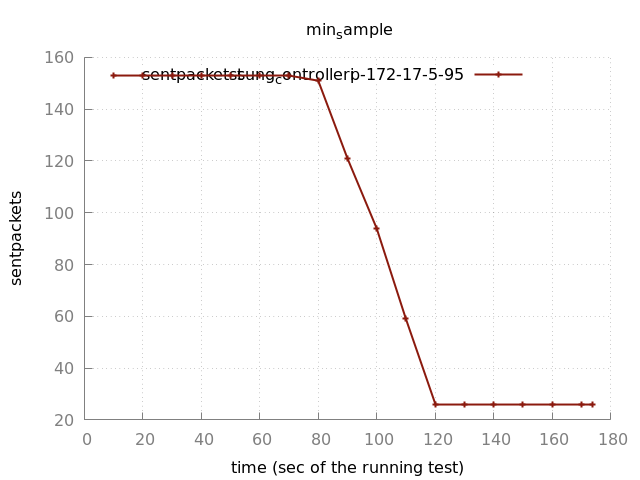 min_sample
160
sentpacketstung_controllerip-172-17-5-95
140
120
100
80
60
40
20
sentpackets
0 20 40 60 80 100 120 140 160 180
time (sec of the running test)